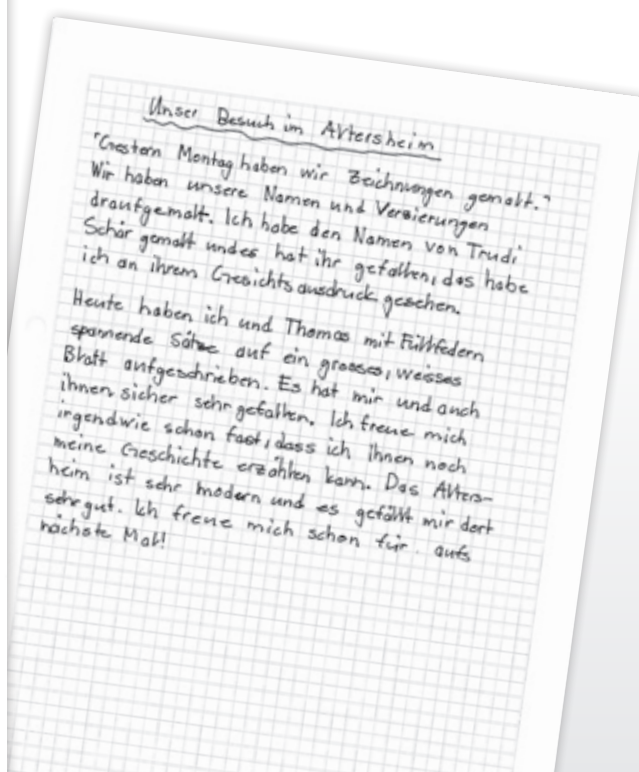 Unser Besuch im Altersheim
"Gestern Montag haben wir Zeichnungen gemalt."
Wir haben unsere Namen und Verzierungen
draufgemalt. Ich habe den Namen von Trudi
Schär gemalt und es hat ihr gefallen, das habe
ich an ihrem Gesichtsausdruck gesehen.
Heute haben ich und Thomas mit Füllfedern
spannende Sätze auf ein grosses, weisses
Blatt aufgeschrieben. Es hat mir und auch
ihnen sicher sehr gefallen. Ich freue mich
irgendwie schon fast, dass ich ihnen noch
meine Geschichte erzählen kann. Das Alters-
heim ist sehr modern und es gefällt mir dort
sehr gut. Ich freue mich schon für aufs
nächste Mal!